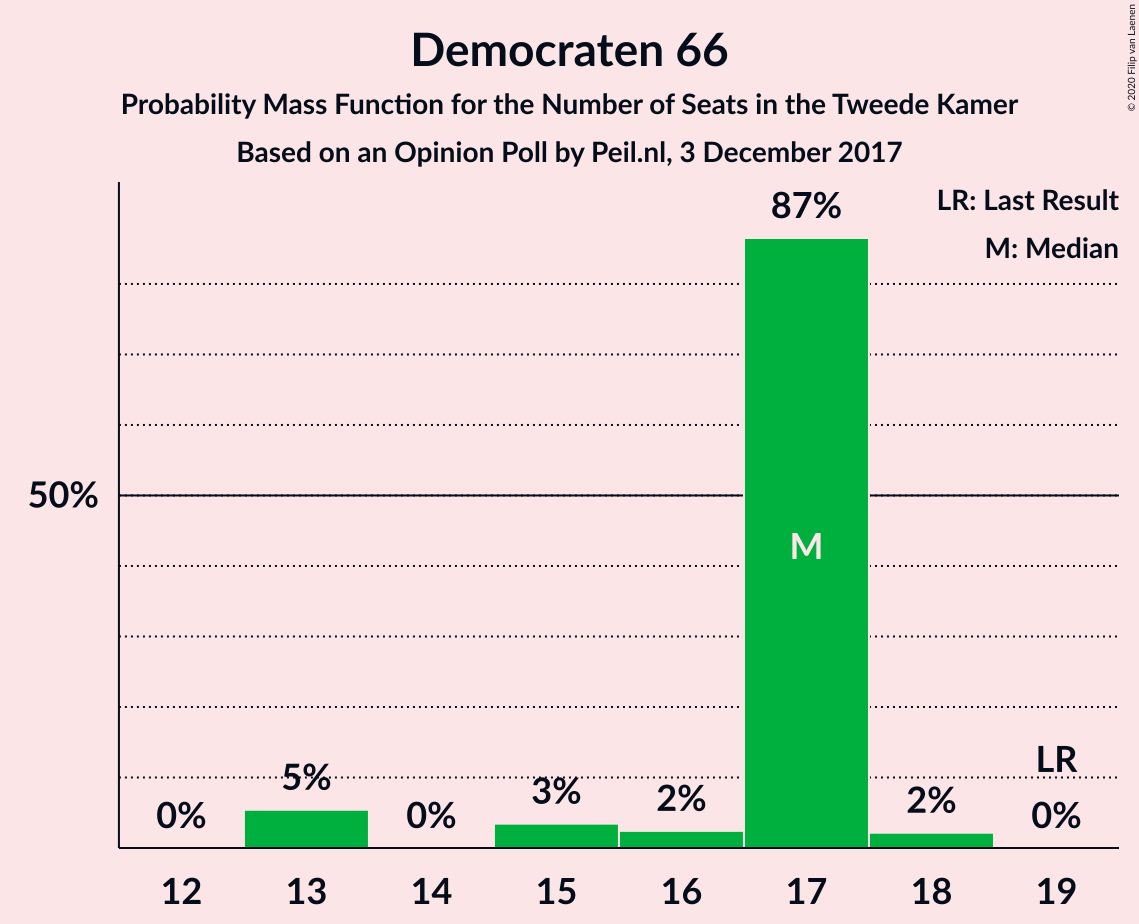 Democraten 66
Probability Mass Function for the Number of Seats in the Tweede Kamer
Based on an Opinion Poll by Peil.nl, 3 December 2017
© 2020 Filip van Laenen
LR: Last Result
M: Median
87%
50%
M
LR
0%
5%
0%
3%
2%
2%
0%
12 13 14 15 16 17 18 19